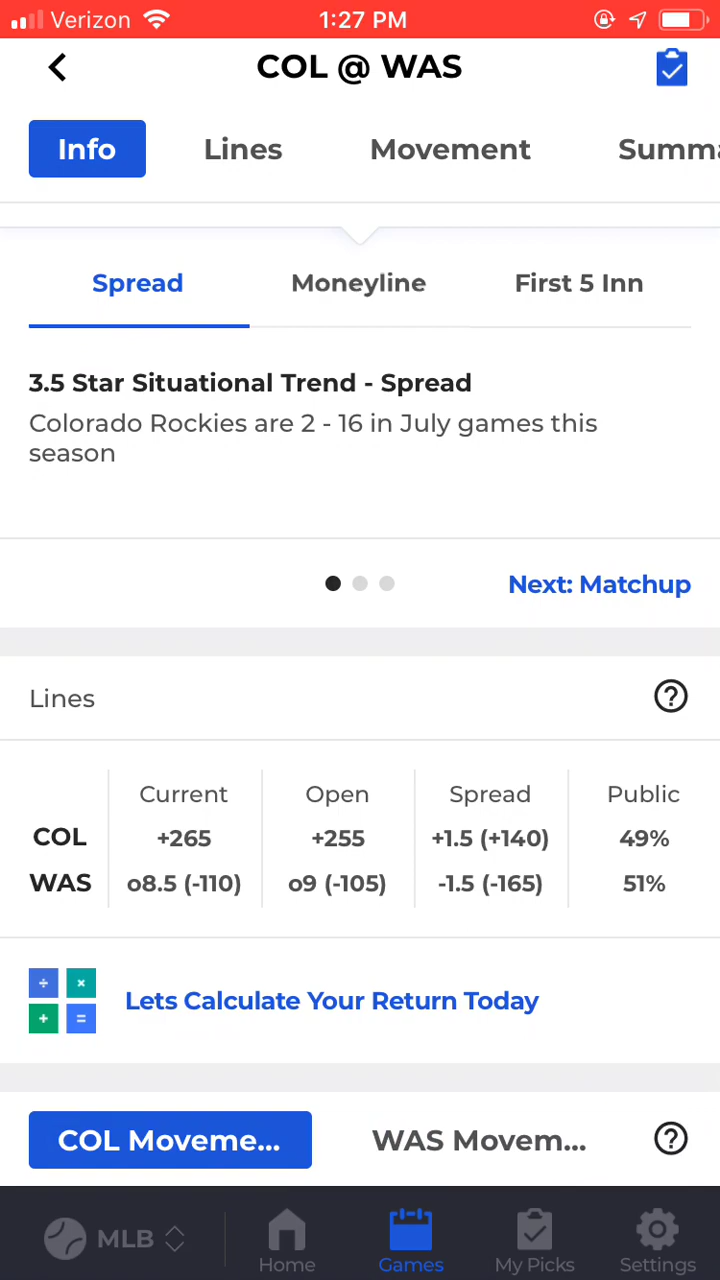 Verizon 1:27 PM
COL @ WAS
Info Lines Movement Summa
Spread Moneyline First 5 Inn
3.5 Star Situational Trend - Spread
Colorado Rockies are 2 - 16 in July games this
season
Next: Matchup
Lines ?
Current Open Spread Public
COL +265 +255 +1.5 (+140) 49%
WAS o8.5 (-110) o9 (-105) -1.5 (-165) 51%
÷ ×
+ =
Lets Calculate Your Return Today
COL Moveme... WAS Movem... ?
MLB Home Games My Picks Settings